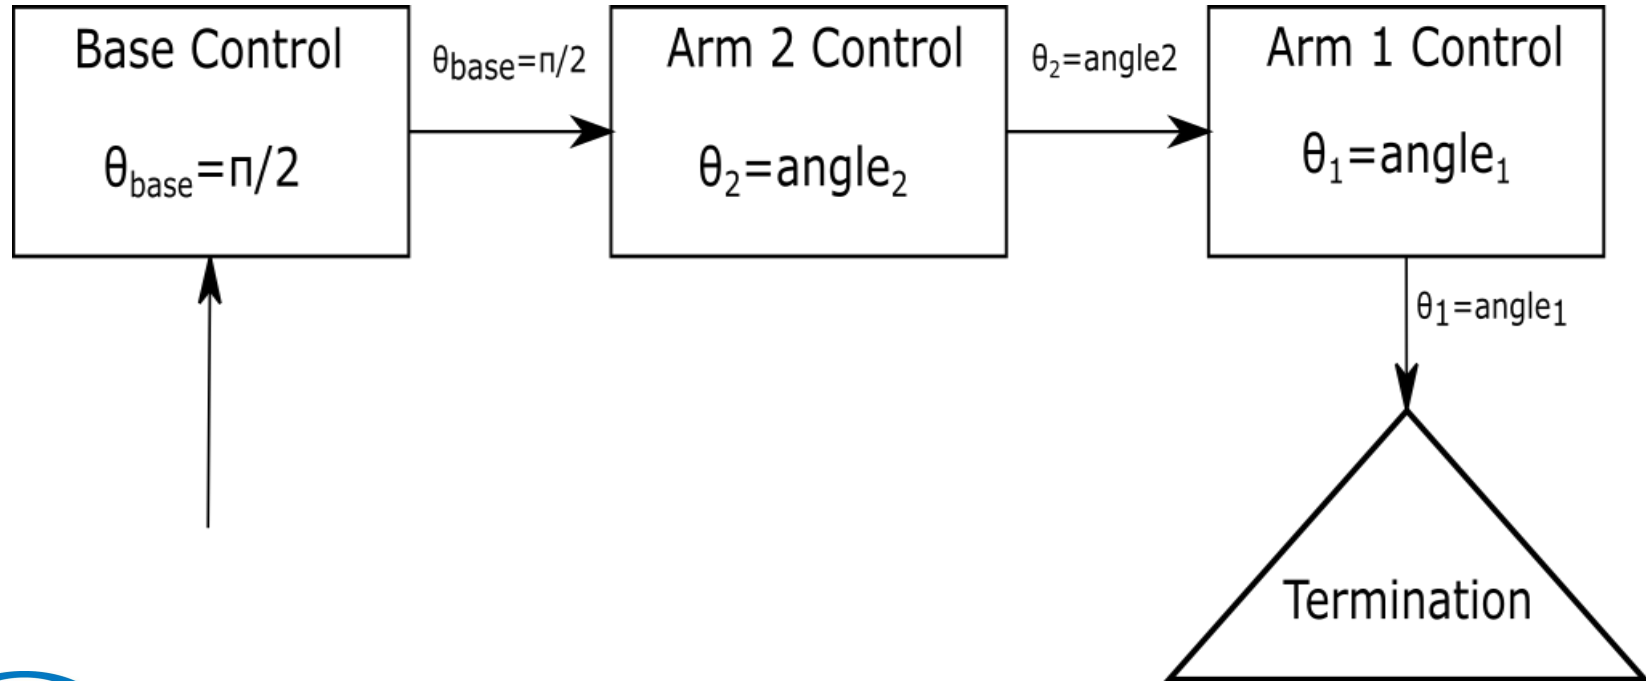 Base Control
θbase=π/2
θbase=π/2
Arm 2 Control
θ₂=angle₂
θ₂=angle2
Arm 1 Control
θ₁=angle₁
θ1=angle1
Termination